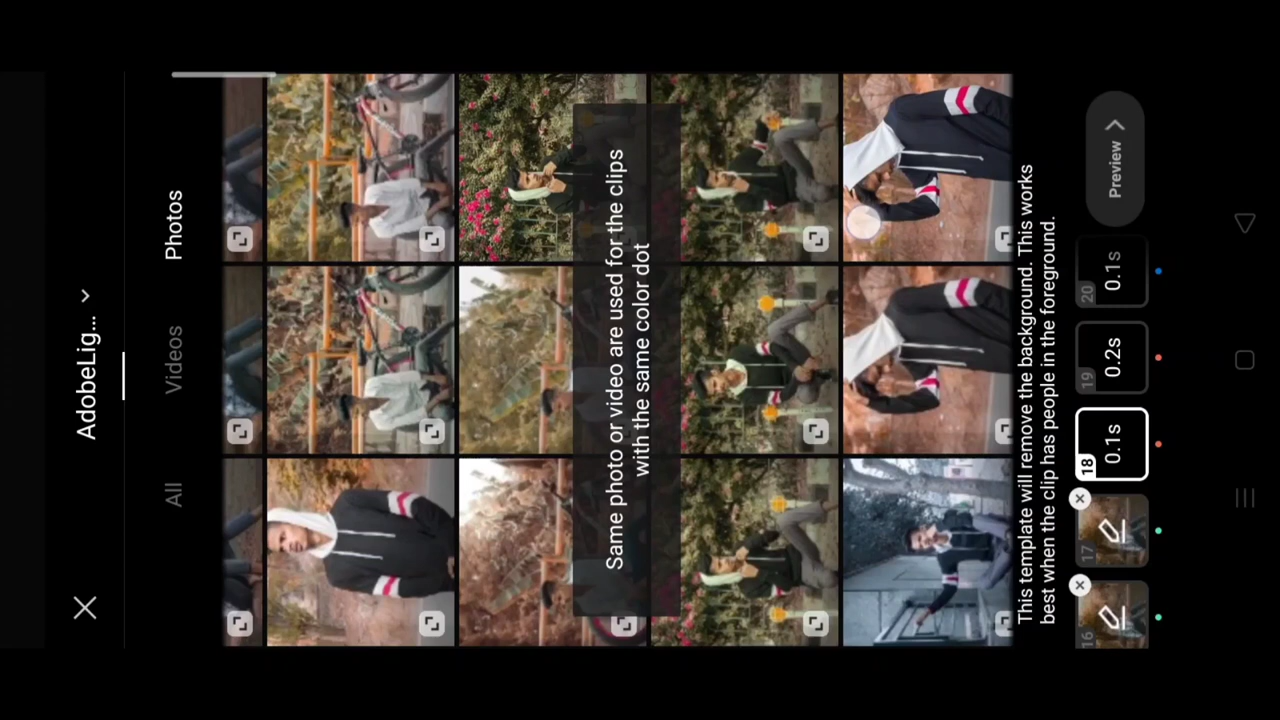 AdobeLig...
All
Videos
Photos
Same photo or video are used for the clips
with the same color dot
This template will remove the background. This works
best when the clip has people in the foreground.
16
17
18
0.1s
19
0.2s
20
0.1s
Preview